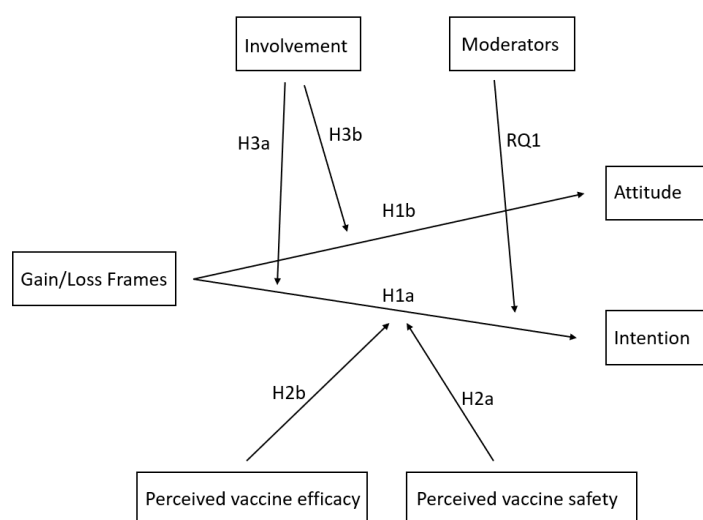 Involvement
Moderators
H3a
H3b
RQ1
H1b
Attitude
Gain/Loss Frames
H1a
Intention
H2b
H2a
Perceived vaccine efficacy
Perceived vaccine safety